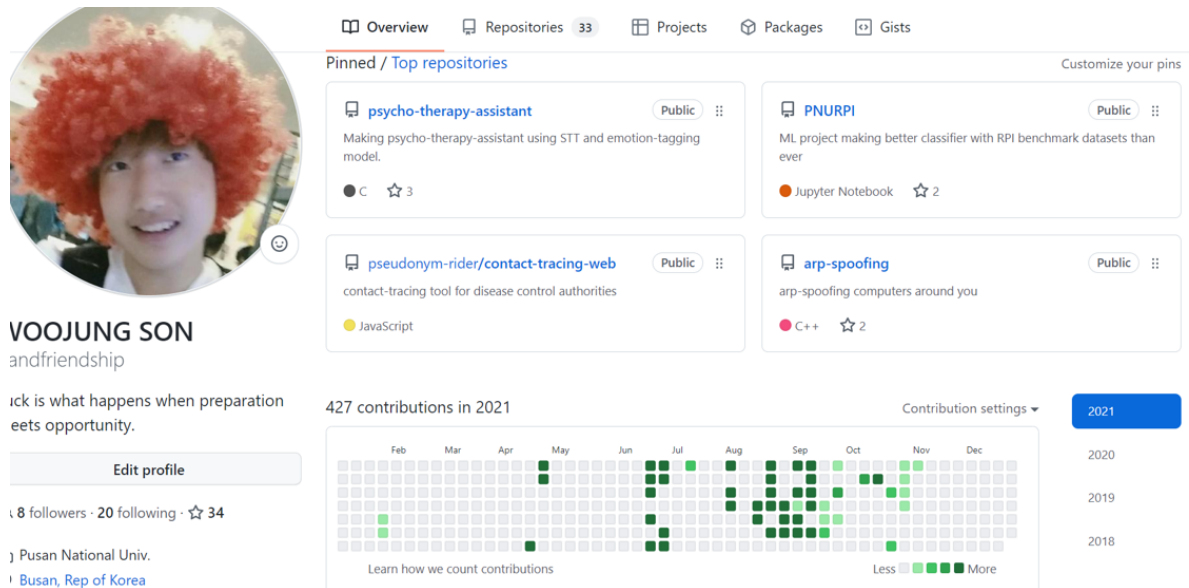 Overview Repositories 33 Projects Packages Gists
Pinned / Top repositories Customize your pins
psycho-therapy-assistant Public
Making psycho-therapy-assistant using STT and emotion-tagging
model.
C 3
PNURPI Public
ML project making better classifier with RPI benchmark datasets than
ever
Jupyter Notebook 2
pseudonym-rider/contact-tracing-web Public
contact-tracing tool for disease control authorities
JavaScript
arp-spoofing Public
arp-spoofing computers around you
C++ 2
WOOJUNG SON
andfriendship
uck is what happens when preparation
eets opportunity.
Edit profile
8 followers · 20 following · 34
Pusan National Univ.
Busan, Rep of Korea
427 contributions in 2021 Contribution settings
Feb Mar Apr May Jun Jul Aug Sep Oct Nov Dec
Learn how we count contributions Less More
2021
2020
2019
2018